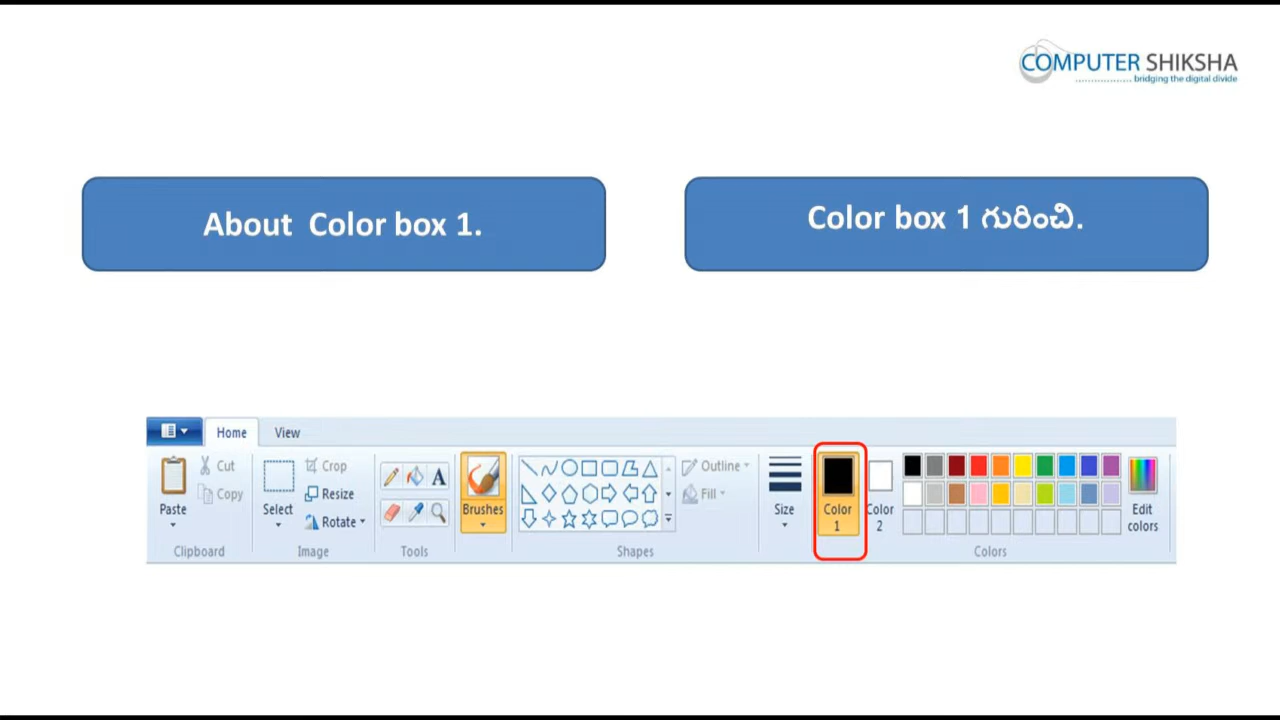 COMPUTER SHIKSHA
bridging the digital divide
About Color box 1.
Color box 1 గురించి.
Home View
Cut
Copy
Paste
Clipboard
Crop
Resize
Rotate
Select
Image
A
Tools
Brushes
Outline
Fill
Shapes
Size
Color
1
Color
2
Edit
colors
Colors